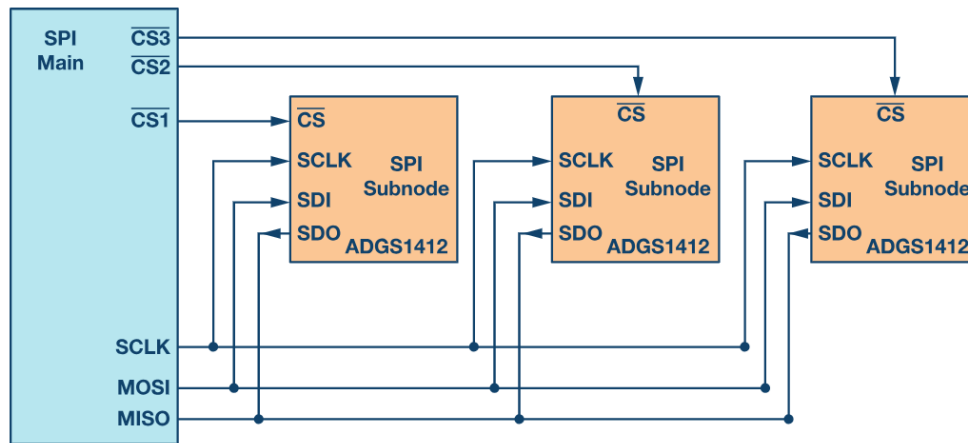 SPI
Main
CS3
CS2
CS1
SCLK
MOSI
MISO
CS
SCLK
SPI
Subnode
SDI
SDO
ADGS1412
CS
SCLK
SPI
Subnode
SDI
SDO
ADGS1412
CS
SCLK
SPI
Subnode
SDI
SDO
ADGS1412